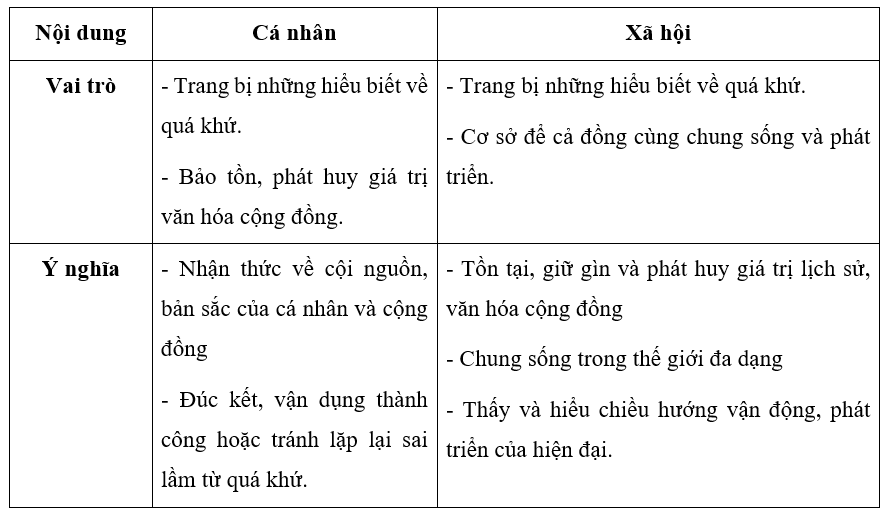 Nội dung
Cá nhân
Xã hội
Vai trò
- Trang bị những hiểu biết về
quá khứ.
- Bảo tồn, phát huy giá trị
văn hóa cộng đồng.
- Trang bị những hiểu biết về quá khứ.
- Cơ sở để cả đồng cùng chung sống và phát
triển.
Ý nghĩa
- Nhận thức về cội nguồn,
bản sắc của cá nhân và cộng
đồng
- Đúc kết, vận dụng thành
công hoặc tránh lặp lại sai
lầm từ quá khứ.
- Tồn tại, giữ gìn và phát huy giá trị lịch sử,
văn hóa cộng đồng
- Chung sống trong thế giới đa dạng
- Thấy và hiểu chiều hướng vận động, phát
triển của hiện đại.